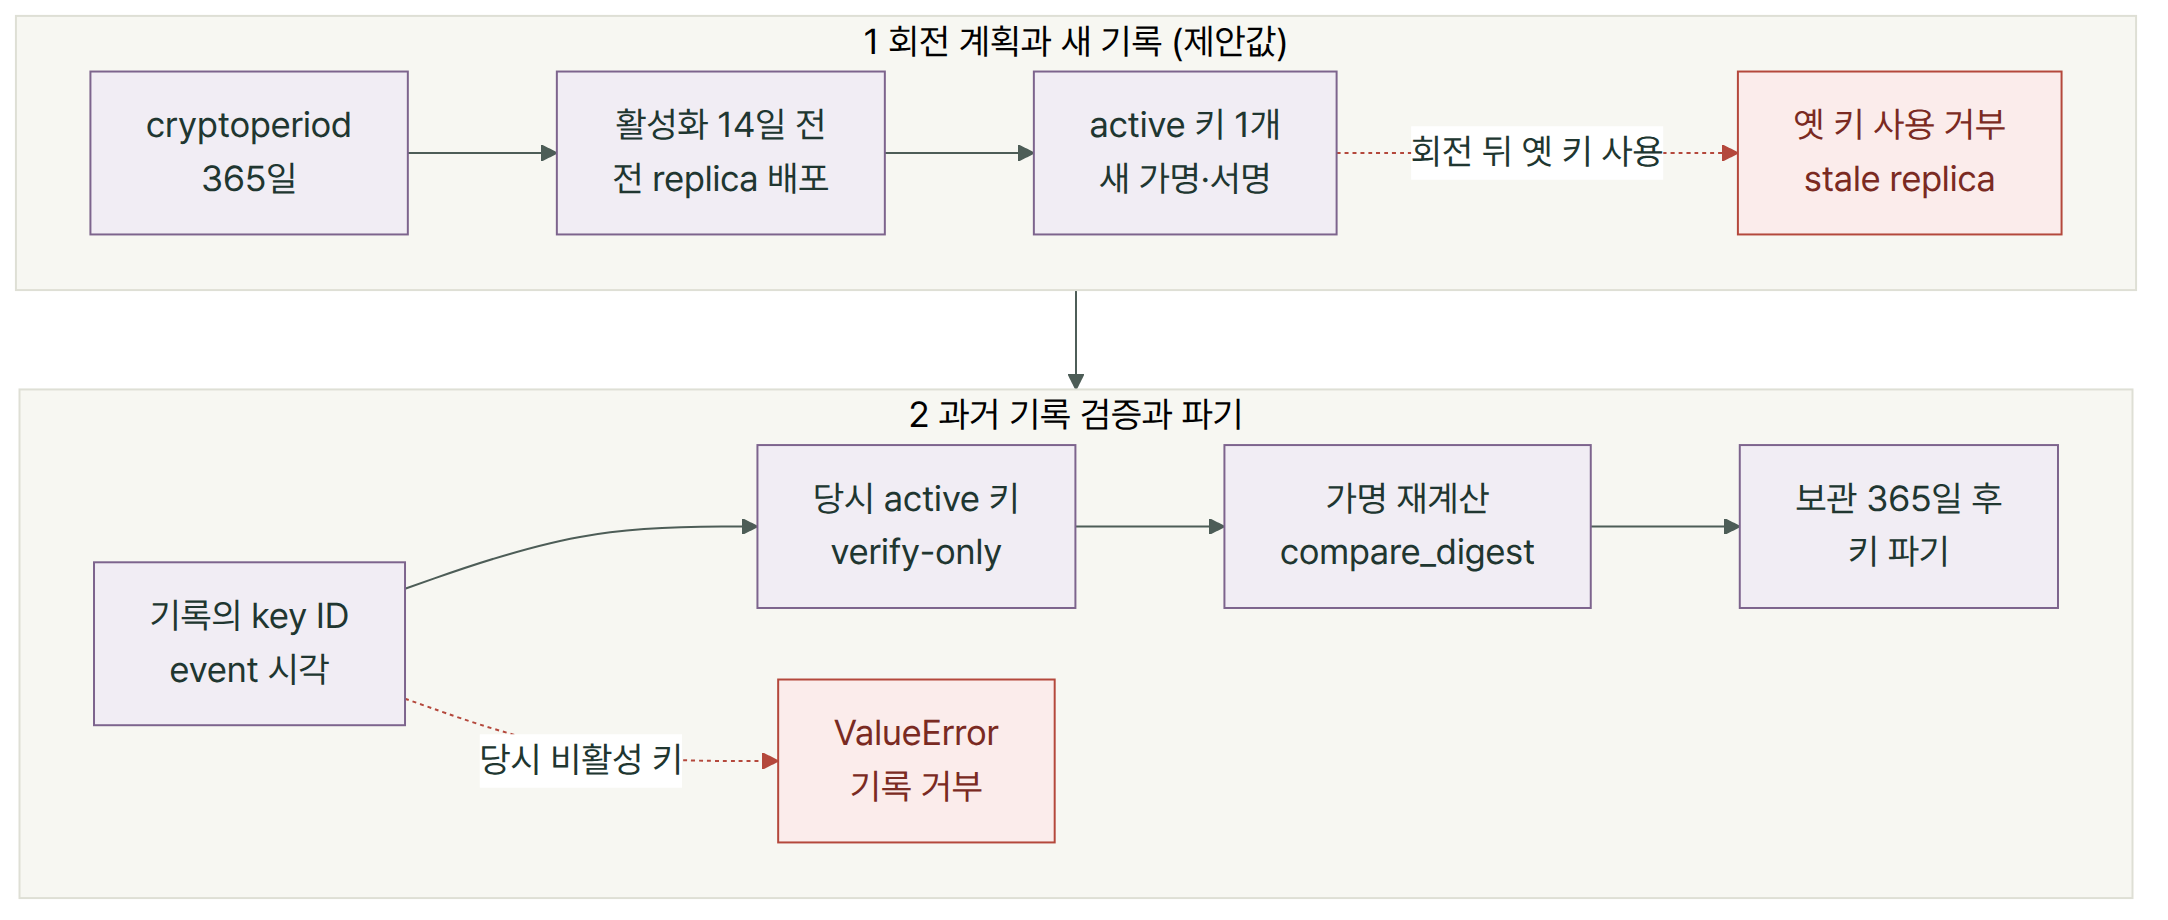 1 회전 계획과 새 기록 (제안값)
cryptoperiod
365일
활성화 14일 전
전 replica 배포
active 키 1개
새 가명·서명
회전 뒤 옛 키 사용
옛 키 사용 거부
stale replica
2 과거 기록 검증과 파기
기록의 key ID
event 시각
당시 active 키
verify-only
가명 재계산
compare_digest
보관 365일 후
키 파기
당시 비활성 키
ValueError
기록 거부